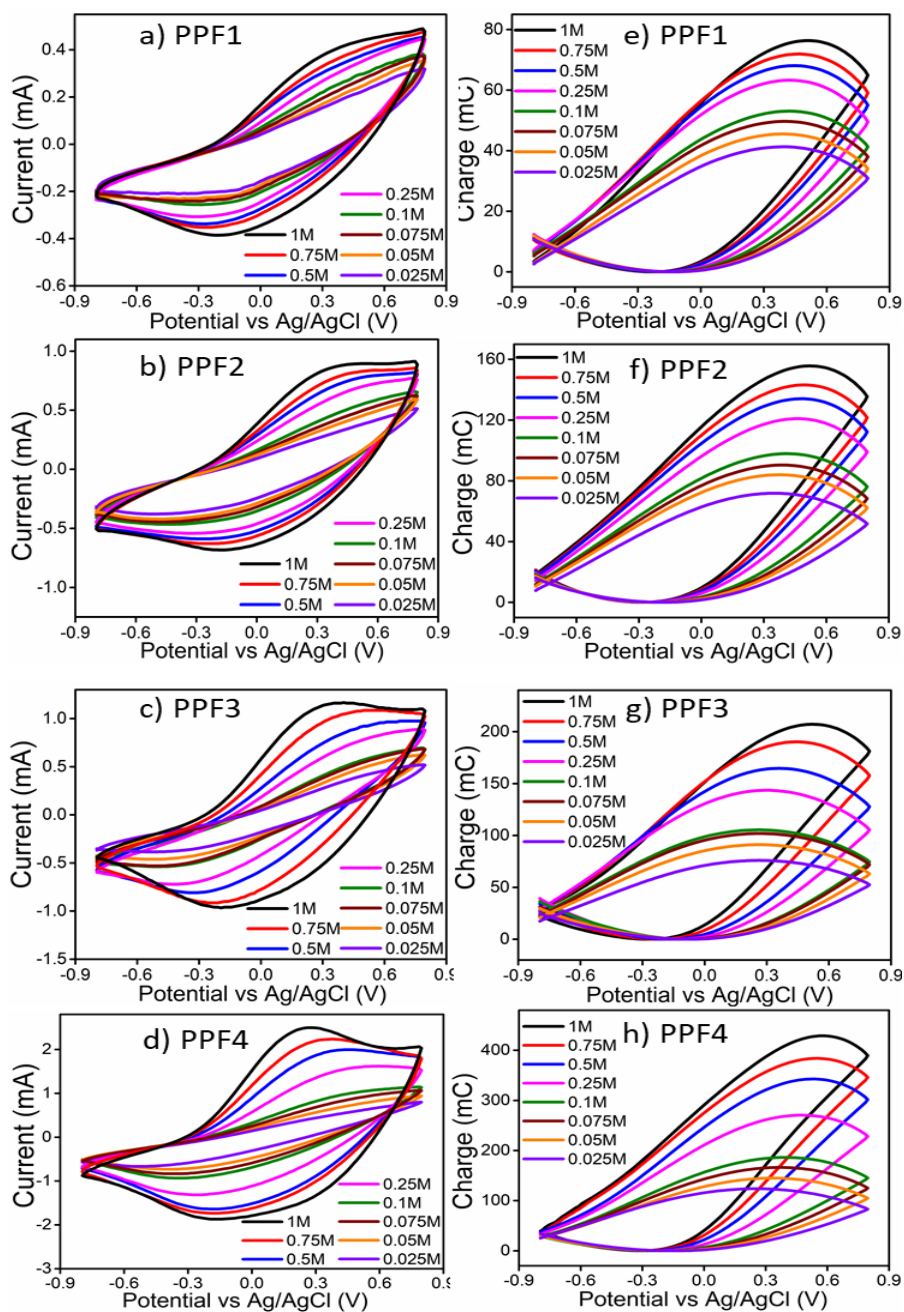 a) PPF1
Current (mA)
0.4
0.2
0.0
-0.2
-0.4
-0.6
0.25M
0.1M
1M
0.075M
0.75M
0.05M
0.5M
0.025M
-0.9 -0.6 -0.3 0.0 0.3 0.6 0.9
Potential vs Ag/AgCl (V)
e) PPF1
Charge (mC)
80
60
40
20
0
1M
0.75M
0.5M
0.25M
0.1M
0.075M
0.05M
0.025M
-0.9 -0.6 -0.3 0.0 0.3 0.6 0.9
Potential vs Ag/AgCl (V)
b) PPF2
Current (mA)
1.0
0.5
0.0
-0.5
-1.0
0.25M
0.1M
1M
0.075M
0.75M
0.05M
0.5M
0.025M
-0.9 -0.6 -0.3 0.0 0.3 0.6 0.9
Potential vs Ag/AgCl (V)
f) PPF2
Charge (mC)
160
120
80
40
0
1M
0.75M
0.5M
0.25M
0.1M
0.075M
0.05M
0.025M
-0.9 -0.6 -0.3 0.0 0.3 0.6 0.9
Potential vs Ag/AgCl (V)
c) PPF3
Current (mA)
1.0
0.5
0.0
-0.5
-1.0
-1.5
0.25M
0.1M
1M
0.075M
0.75M
0.05M
0.5M
0.025M
-0.9 -0.6 -0.3 0.0 0.3 0.6 0.9
Potential vs Ag/AgCl (V)
g) PPF3
Charge (mC)
200
150
100
50
0
1M
0.75M
0.5M
0.25M
0.1M
0.075M
0.05M
0.025M
-0.9 -0.6 -0.3 0.0 0.3 0.6 0.9
Potential vs Ag/AgCl (V)
d) PPF4
Current (mA)
2
1
0
-1
-2
-3
0.25M
0.1M
1M
0.075M
0.75M
0.05M
0.5M
0.025M
-0.9 -0.6 -0.3 0.0 0.3 0.6 0.9
Potential vs Ag/AgCl (V)
h) PPF4
Charge (mC)
400
300
200
100
0
1M
0.75M
0.5M
0.25M
0.1M
0.075M
0.05M
0.025M
-0.9 -0.6 -0.3 0.0 0.3 0.6 0.9
Potential vs Ag/AgCl (V)